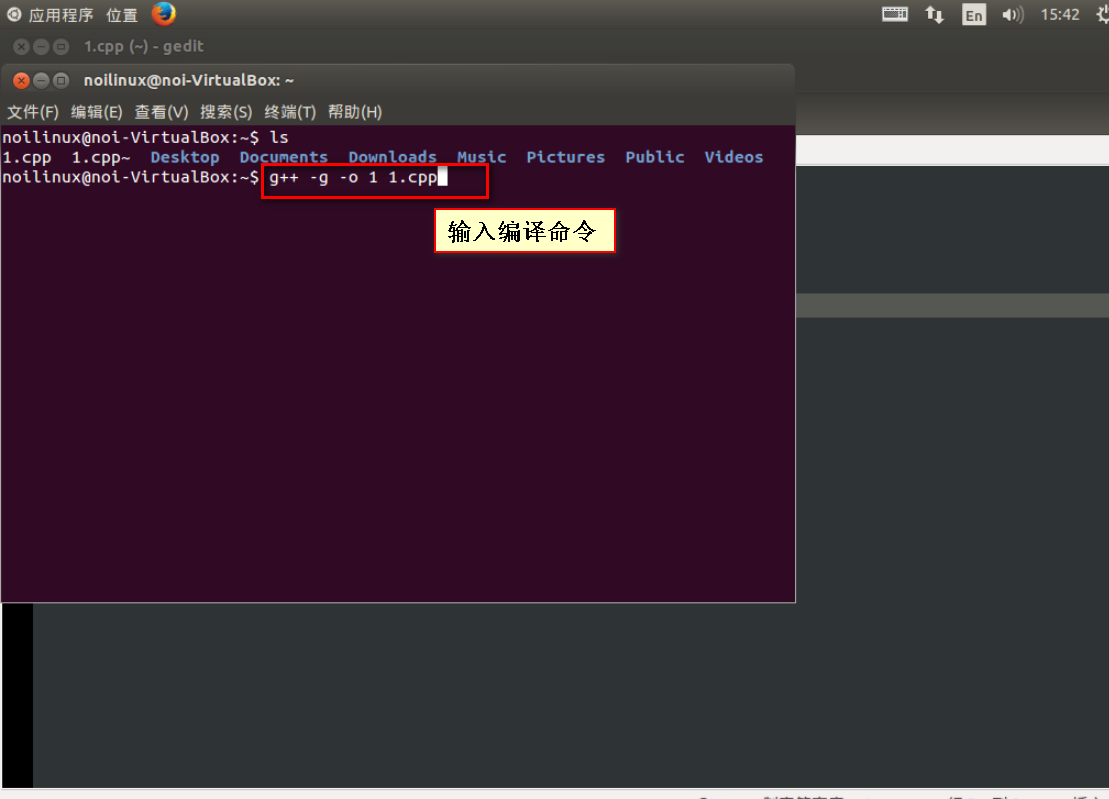 应用程序 位置 En 15:42
1.cpp (~) - gedit
noilinux@noi-VirtualBox: ~
文件(F) 编辑(E) 查看(V) 搜索(S) 终端(T) 帮助(H)
noilinux@noi-VirtualBox:~$ ls
1.cpp 1.cpp~ Desktop Documents Downloads Music Pictures Public Videos
noilinux@noi-VirtualBox:~$ g++ -g -o 1 1.cpp
输入编译命令